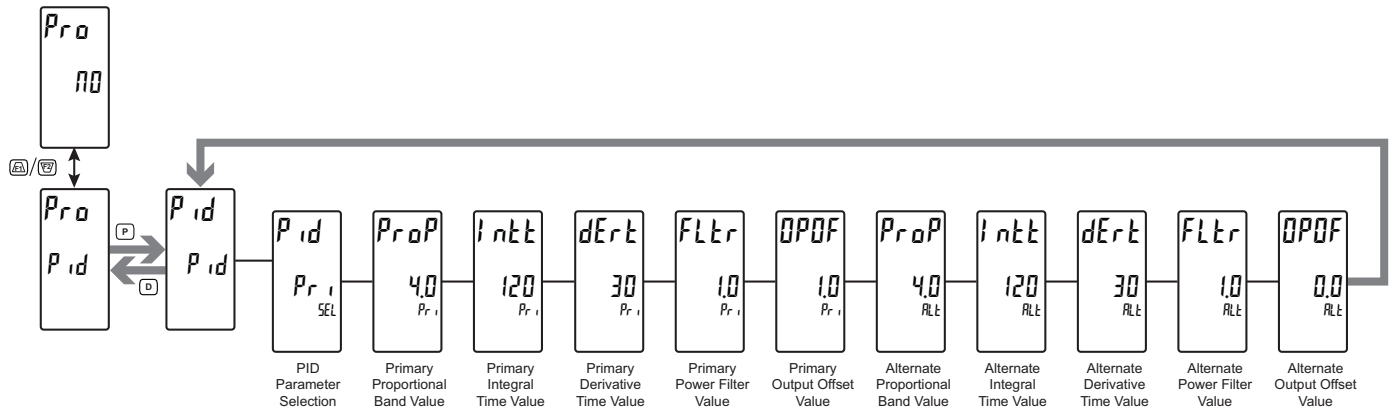 Pro
NO
F1/F2
Pro
Pid
P
D
Pid
Pid
Pid
Pri
SEL
PID
Parameter
Selection
ProP
4.0
Pri
Primary
Proportional
Band Value
Intt
120
Pri
Primary
Integral
Time Value
dErt
30
Pri
Primary
Derivative
Time Value
FLtr
1.0
Pri
Primary
Power Filter
Value
OPOF
1.0
Pri
Primary
Output Offset
Value
ProP
4.0
ALt
Alternate
Proportional
Band Value
Intt
120
ALt
Alternate
Integral
Time Value
dErt
30
ALt
Alternate
Derivative
Time Value
FLtr
1.0
ALt
Alternate
Power Filter
Value
OPOF
0.0
ALt
Alternate
Output Offset
Value